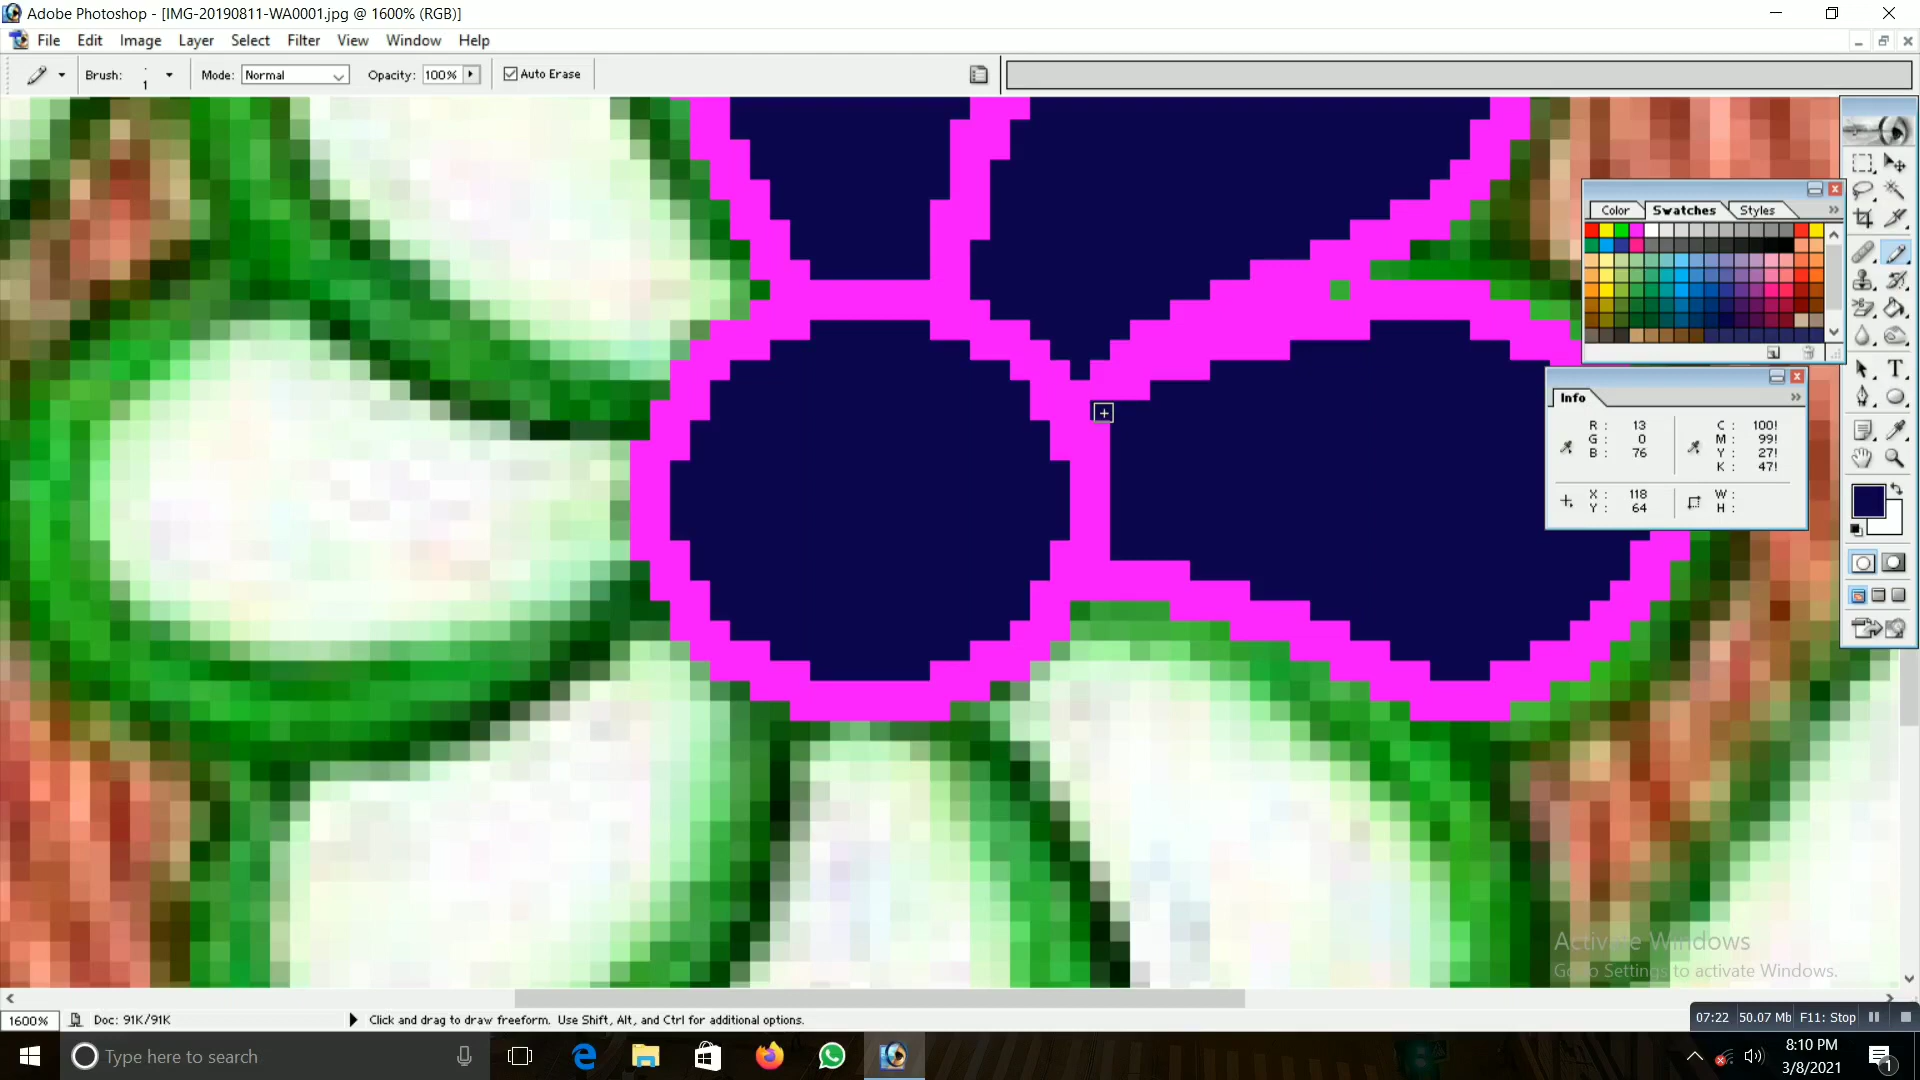 Adobe Photoshop - [IMG-20190811-WA0001.jpg @ 1600% (RGB)]
File Edit Image Layer Select Filter View Window Help
Brush: 1 Mode: Normal Opacity: 100% Auto Erase
Color Swatches Styles
Info
R : 13 C : 100!
G : 0 M : 99!
B : 76 Y : 27!
K : 47!
X : 118 W :
Y : 64 H :
Activate Windows
Go to Settings to activate Windows.
1600% Doc: 91K/91K Click and drag to draw freeform. Use Shift, Alt, and Ctrl for additional options.
07:22 50.07 Mb F11: Stop
Type here to search
8:10 PM
3/8/2021
1